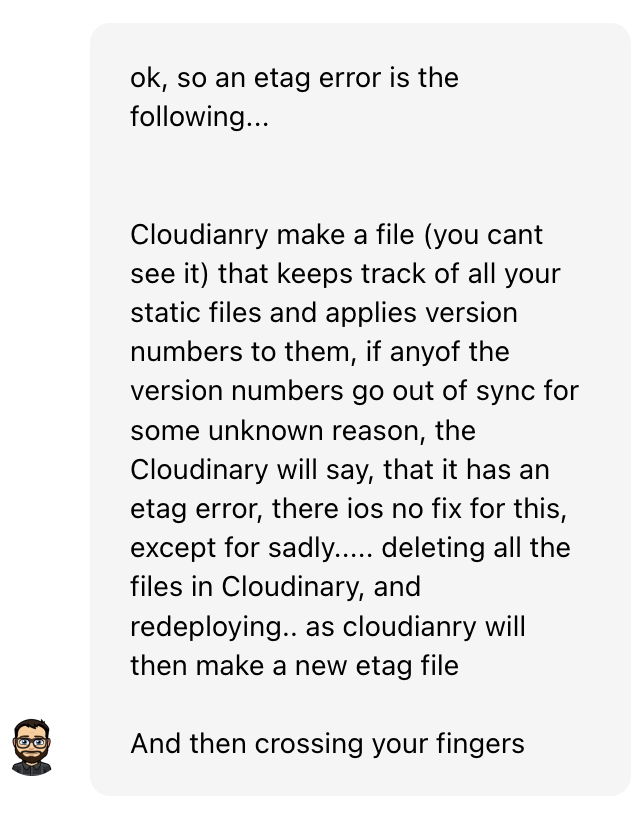 ok, so an etag error is the
following...
Cloudianry make a file (you cant
see it) that keeps track of all your
static files and applies version
numbers to them, if anyof the
version numbers go out of sync for
some unknown reason, the
Cloudinary will say, that it has an
etag error, there ios no fix for this,
except for sadly..... deleting all the
files in Cloudinary, and
redeploying.. as cloudianry will
then make a new etag file
And then crossing your fingers